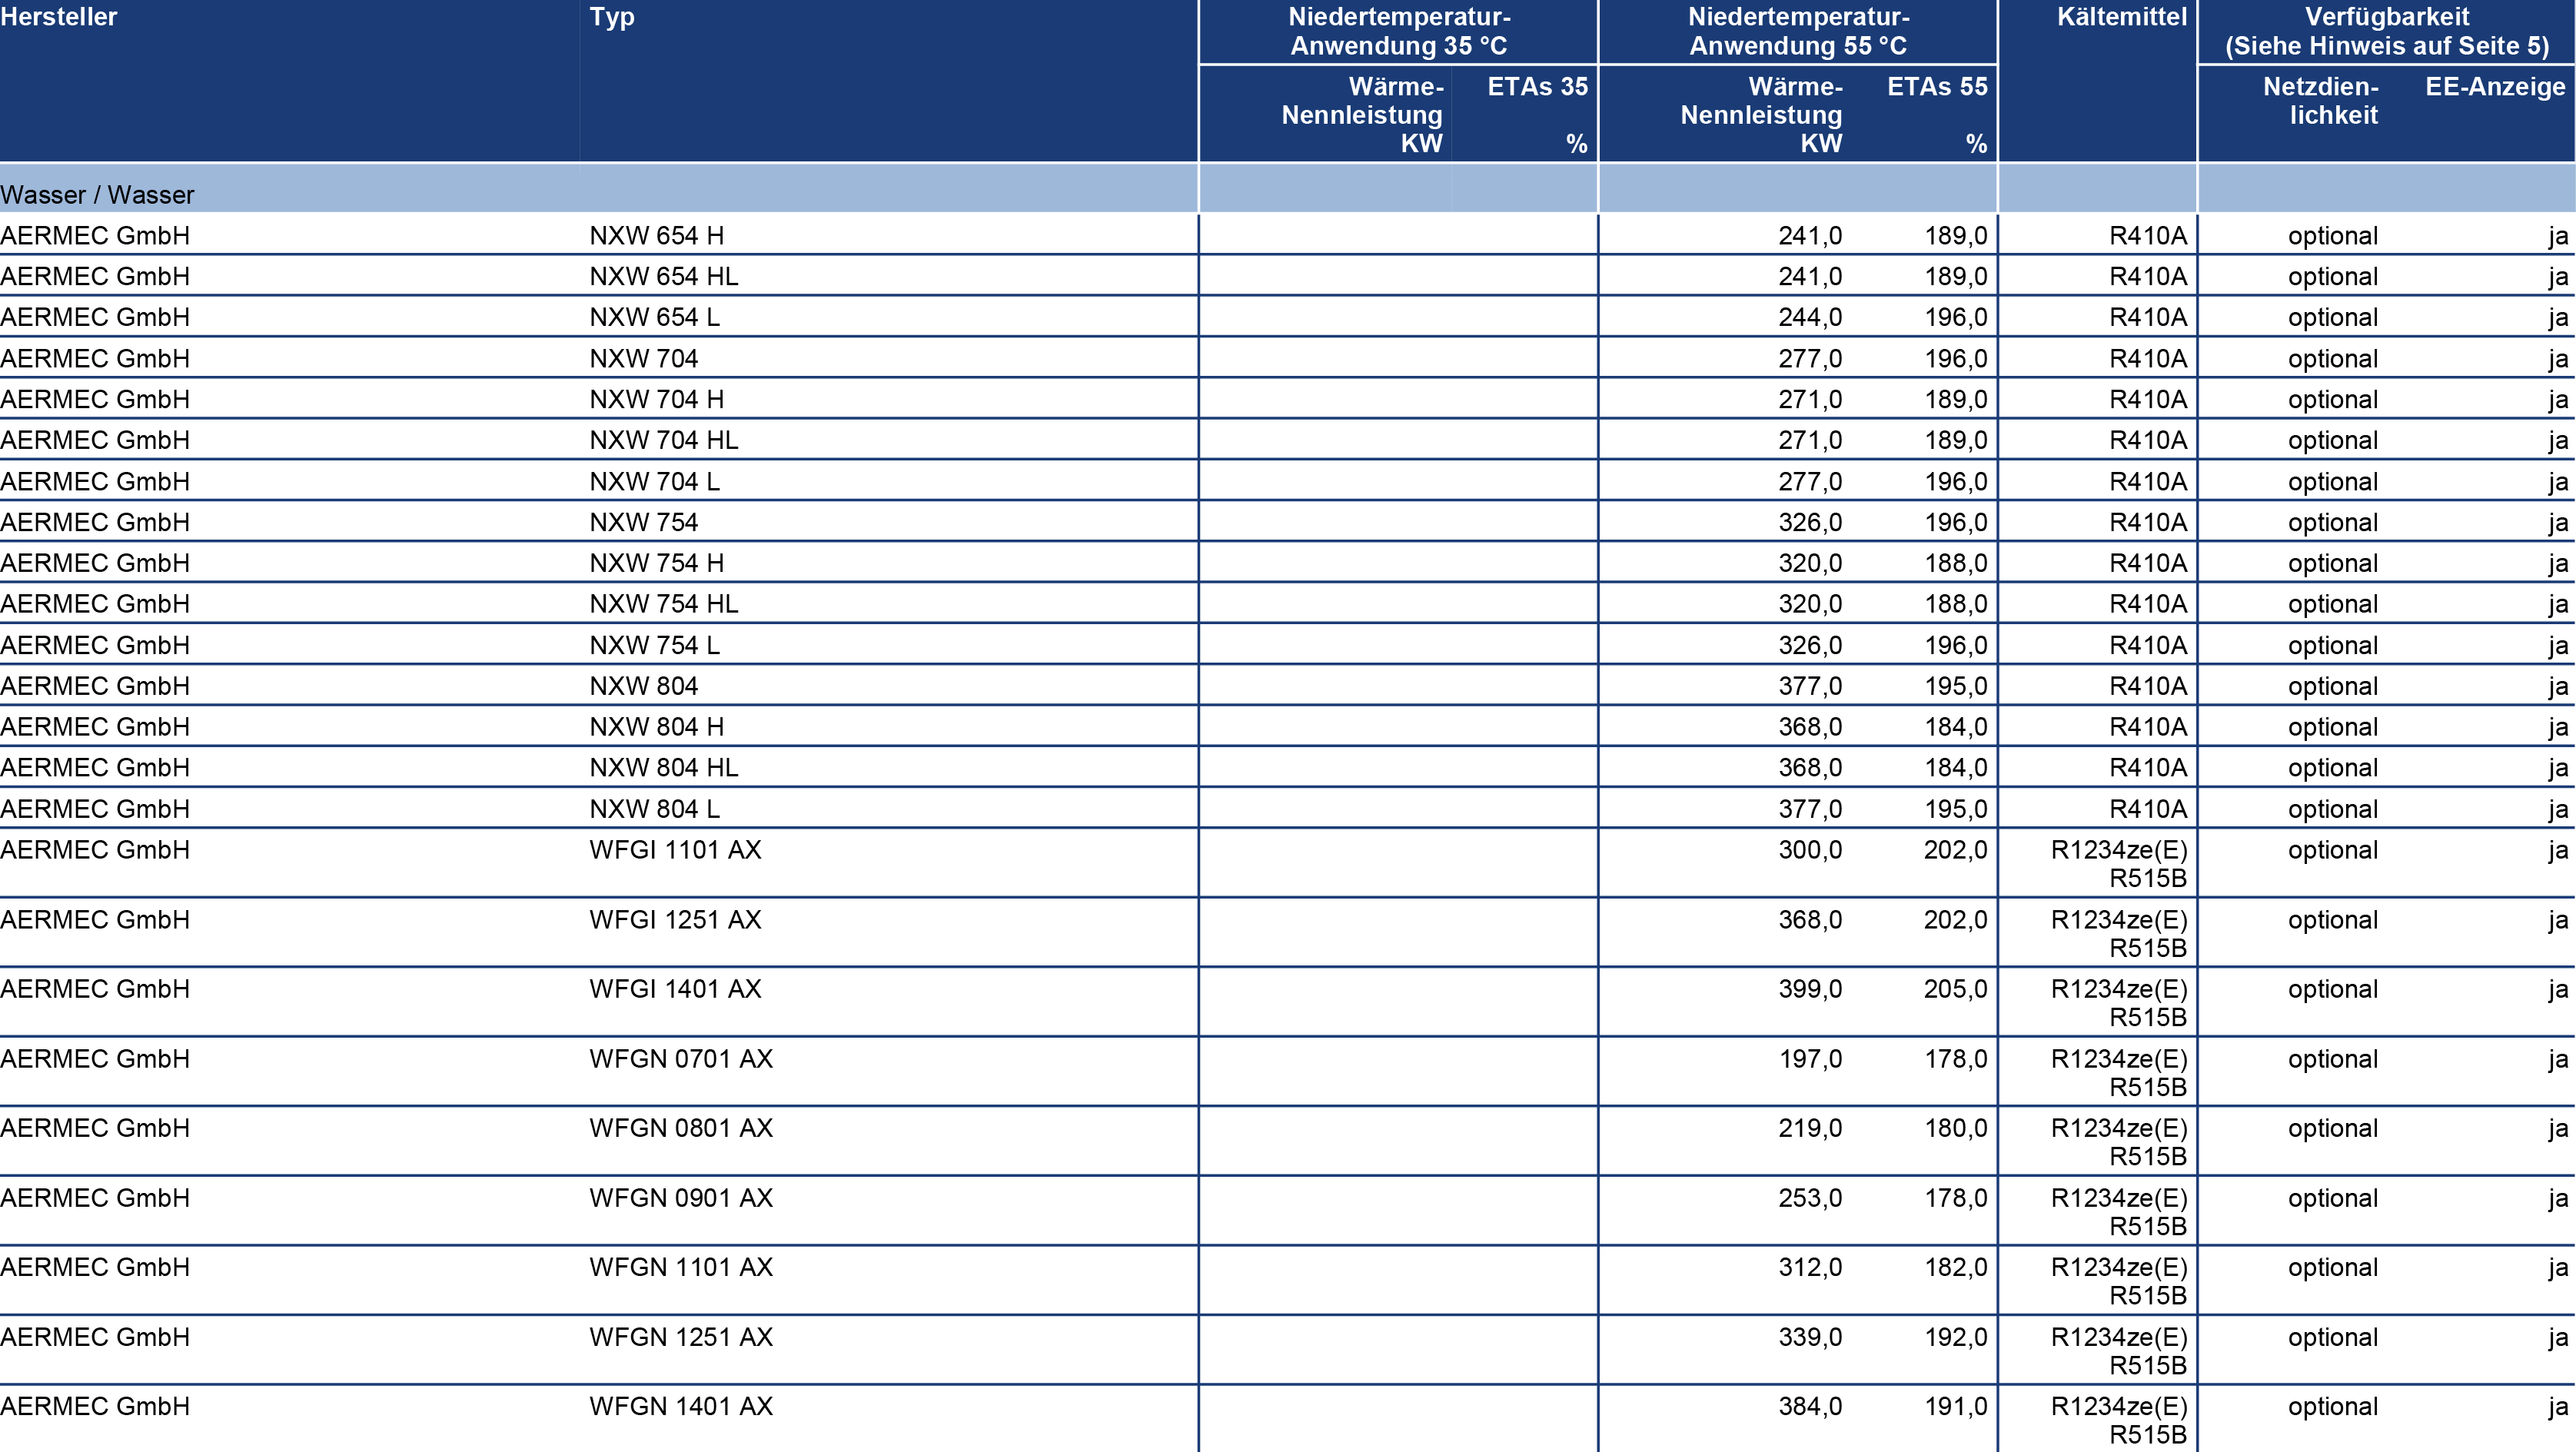 Hersteller Typ Niedertemperatur- Niedertemperatur- Kältemittel Verfügbarkeit
Anwendung 35 °C Anwendung 55 °C (Siehe Hinweis auf Seite 5)
Wärme- ETAs 35 Wärme- ETAs 55 Netzdien- EE-Anzeige
Nennleistung Nennleistung lichkeit
KW % KW %
Wasser / Wasser
AERMEC GmbH NXW 654 H 241,0 189,0 R410A optional ja
AERMEC GmbH NXW 654 HL 241,0 189,0 R410A optional ja
AERMEC GmbH NXW 654 L 244,0 196,0 R410A optional ja
AERMEC GmbH NXW 704 277,0 196,0 R410A optional ja
AERMEC GmbH NXW 704 H 271,0 189,0 R410A optional ja
AERMEC GmbH NXW 704 HL 271,0 189,0 R410A optional ja
AERMEC GmbH NXW 704 L 277,0 196,0 R410A optional ja
AERMEC GmbH NXW 754 326,0 196,0 R410A optional ja
AERMEC GmbH NXW 754 H 320,0 188,0 R410A optional ja
AERMEC GmbH NXW 754 HL 320,0 188,0 R410A optional ja
AERMEC GmbH NXW 754 L 326,0 196,0 R410A optional ja
AERMEC GmbH NXW 804 377,0 195,0 R410A optional ja
AERMEC GmbH NXW 804 H 368,0 184,0 R410A optional ja
AERMEC GmbH NXW 804 HL 368,0 184,0 R410A optional ja
AERMEC GmbH NXW 804 L 377,0 195,0 R410A optional ja
AERMEC GmbH WFGI 1101 AX 300,0 202,0 R1234ze(E) optional ja
R515B
AERMEC GmbH WFGI 1251 AX 368,0 202,0 R1234ze(E) optional ja
R515B
AERMEC GmbH WFGI 1401 AX 399,0 205,0 R1234ze(E) optional ja
R515B
AERMEC GmbH WFGN 0701 AX 197,0 178,0 R1234ze(E) optional ja
R515B
AERMEC GmbH WFGN 0801 AX 219,0 180,0 R1234ze(E) optional ja
R515B
AERMEC GmbH WFGN 0901 AX 253,0 178,0 R1234ze(E) optional ja
R515B
AERMEC GmbH WFGN 1101 AX 312,0 182,0 R1234ze(E) optional ja
R515B
AERMEC GmbH WFGN 1251 AX 339,0 192,0 R1234ze(E) optional ja
R515B
AERMEC GmbH WFGN 1401 AX 384,0 191,0 R1234ze(E) optional ja
R515B